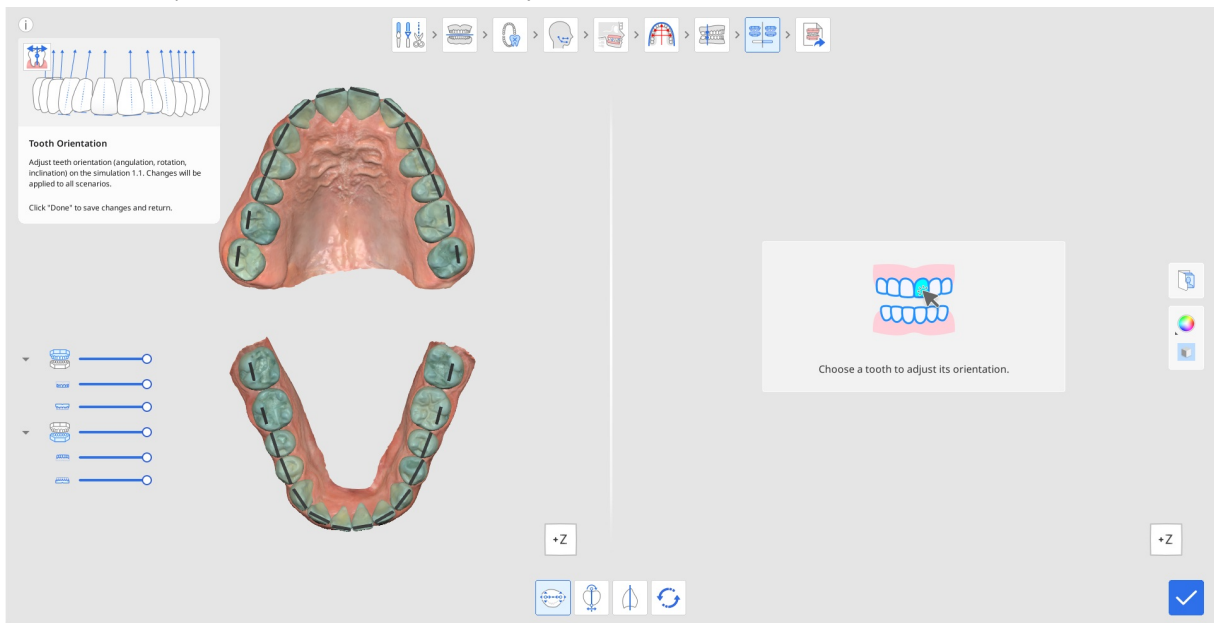 Tooth Orientation
Adjust teeth orientation (angulation, rotation,
inclination) on the simulation 1.1. Changes will be
applied to all scenarios.
Click "Done" to save changes and return.
Choose a tooth to adjust its orientation.
+Z
+Z